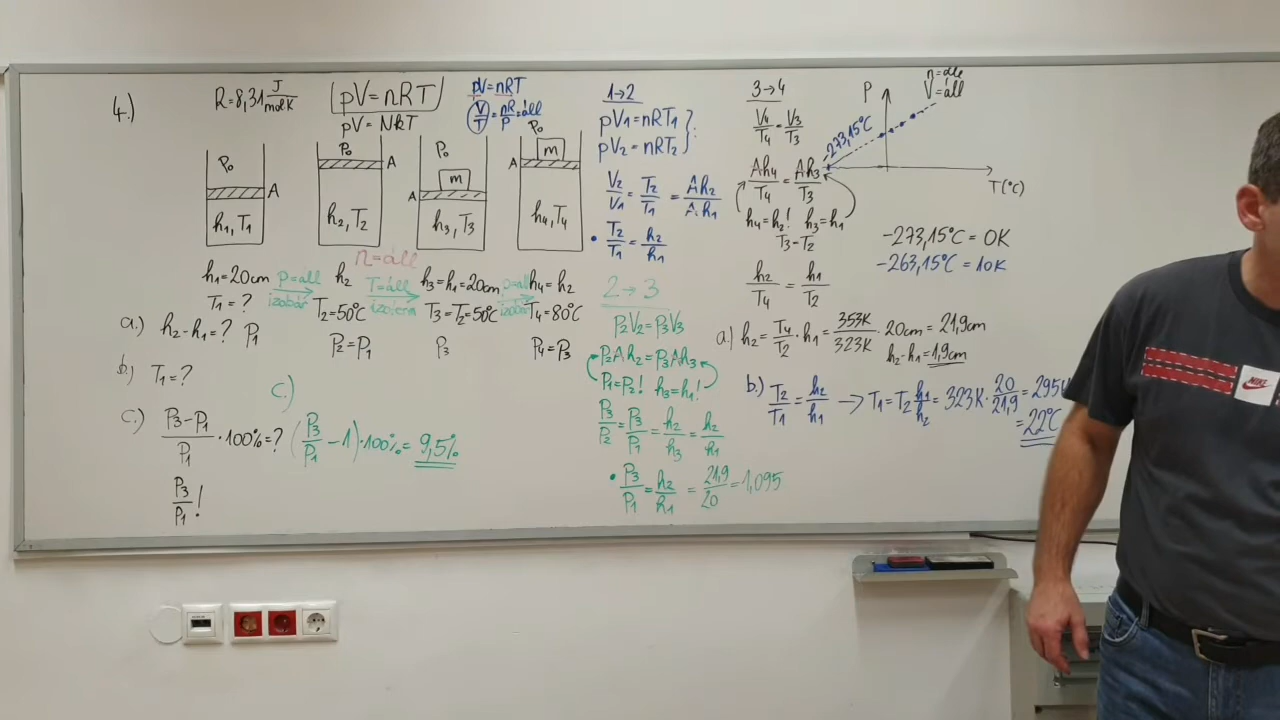 4.)
R=8,31 J/molK
pV=nRT
pV=NkT
pV=nRT
V/T=nR/P=áll
P₀
A
h₁,T₁
P₀
A
h₂,T₂
P₀
m
A
h₃,T₃
P₀
m
A
h₄,T₄
n=áll
h₁=20cm
T₁=?
P₁
p=áll
izobár
h₂
T₂=50°C
P₂=P₁
T=áll
izoterm
h₃=h₁=20cm
T₃=T₂=50°C
P₃
p=áll
izobár
h₄=h₂
T₄=80°C
P₄=P₃
a.) h₂-h₁=?
b.) T₁=?
c.) P₃-P₁/P₁·100%=?
P₃/P₁!
c.)
(P₃/P₁-1)·100%=9,5%
1→2
pV₁=nRT₁
pV₂=nRT₂ } :
V₂/V₁=T₂/T₁=Ah₂/Ah₁
• T₂/T₁=h₂/h₁
2→3
P₂V₂=P₃V₃
P₂Ah₂=P₃Ah₃
P₁=P₂! h₃=h₁!
P₃/P₂=P₃/P₁=h₂/h₃=h₂/h₁
• P₃/P₁=h₂/h₁=21,9/20=1,095
3→4
V₄/T₄=V₃/T₃
Ah₄/T₄=Ah₃/T₃
h₄=h₂! h₃=h₁
T₃=T₂
h₂/T₄=h₁/T₂
P
n=áll
V=áll
-273,15°C
T(°C)
-273,15°C=0K
-263,15°C=10K
a.) h₂=T₄/T₂·h₁=353K/323K·20cm=21,9cm
h₂-h₁=1,9cm
b.) T₂/T₁=h₂/h₁→T₁=T₂h₁/h₂=323K·20/21,9=295K
=22°C
NIKE